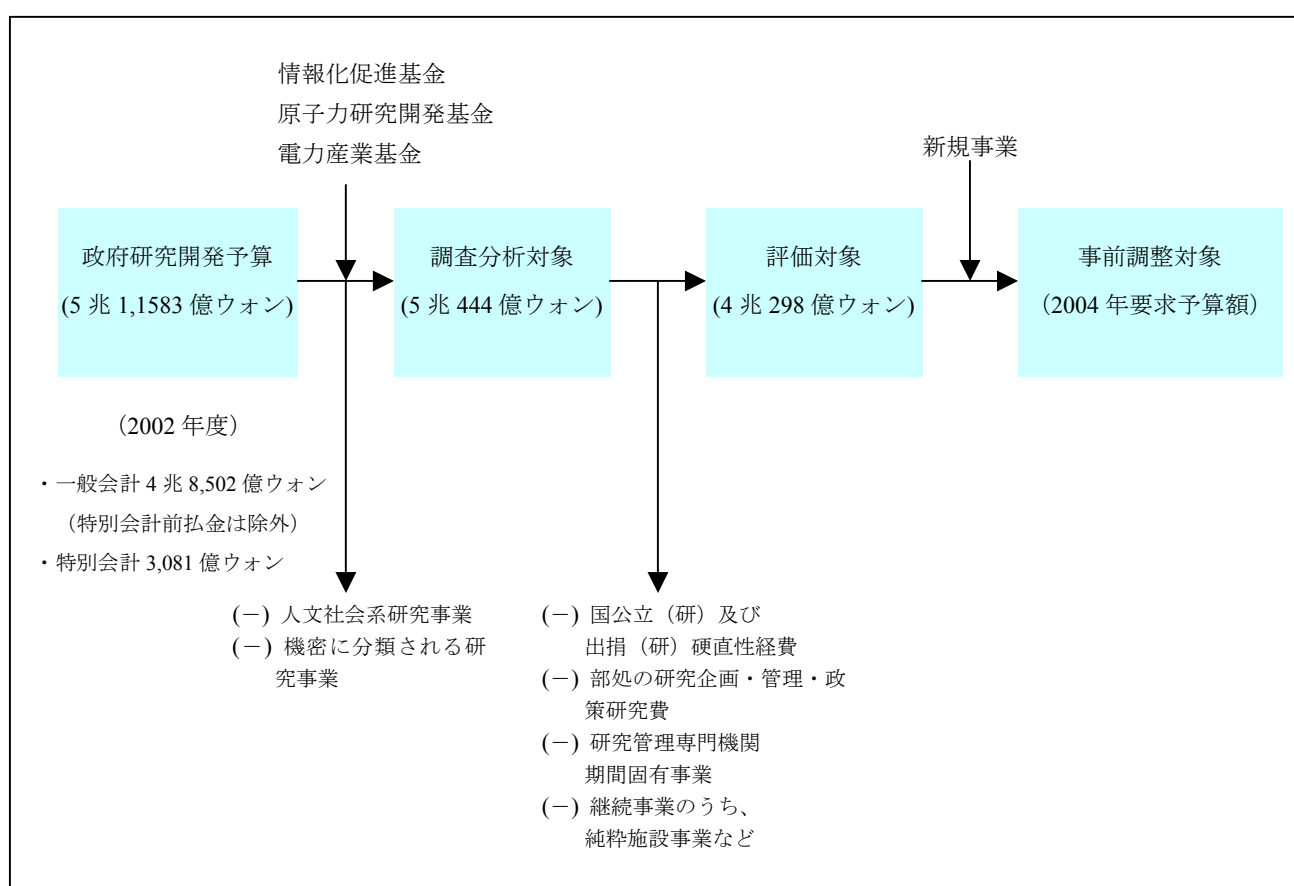 情報化促進基金
原子力研究開発基金
電力産業基金
新規事業
政府研究開発予算
(5 兆 1,1583 億ウォン)
調査分析対象
(5 兆 444 億ウォン)
評価対象
(4 兆 298 億ウォン)
事前調整対象
（2004 年要求予算額）
（2002 年度）
・一般会計 4 兆 8,502 億ウォン
（特別会計前払金は除外）
・特別会計 3,081 億ウォン
(－) 人文社会系研究事業
(－) 機密に分類される研
究事業
(－) 国公立（研）及び
出捐（研）硬直性経費
(－) 部処の研究企画・管理・政
策研究費
(－) 研究管理専門機関
期間固有事業
(－) 継続事業のうち、
純粋施設事業など